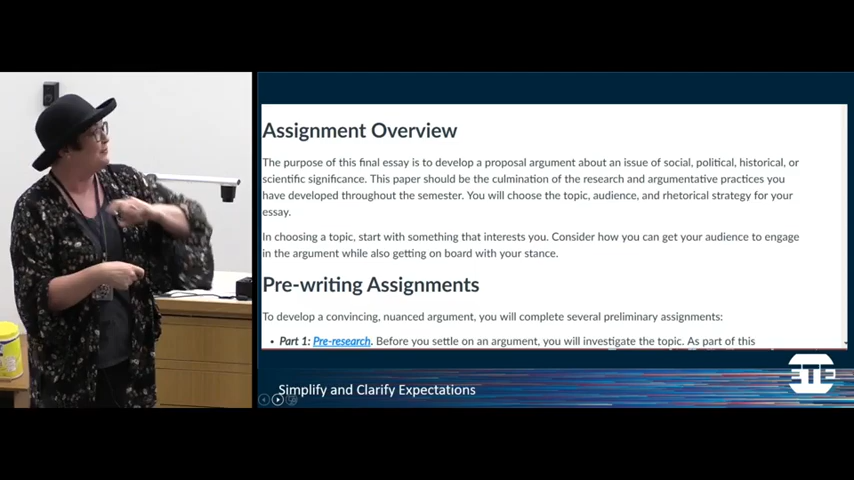 Assignment Overview
The purpose of this final essay is to develop a proposal argument about an issue of social, political, historical, or
scientific significance. This paper should be the culmination of the research and argumentative practices you
have developed throughout the semester. You will choose the topic, audience, and rhetorical strategy for your
essay.
In choosing a topic, start with something that interests you. Consider how you can get your audience to engage
in the argument while also getting on board with your stance.
Pre-writing Assignments
To develop a convincing, nuanced argument, you will complete several preliminary assignments:
• Part 1: Pre-research. Before you settle on an argument, you will investigate the topic. As part of this
Simplify and Clarify Expectations
ETE